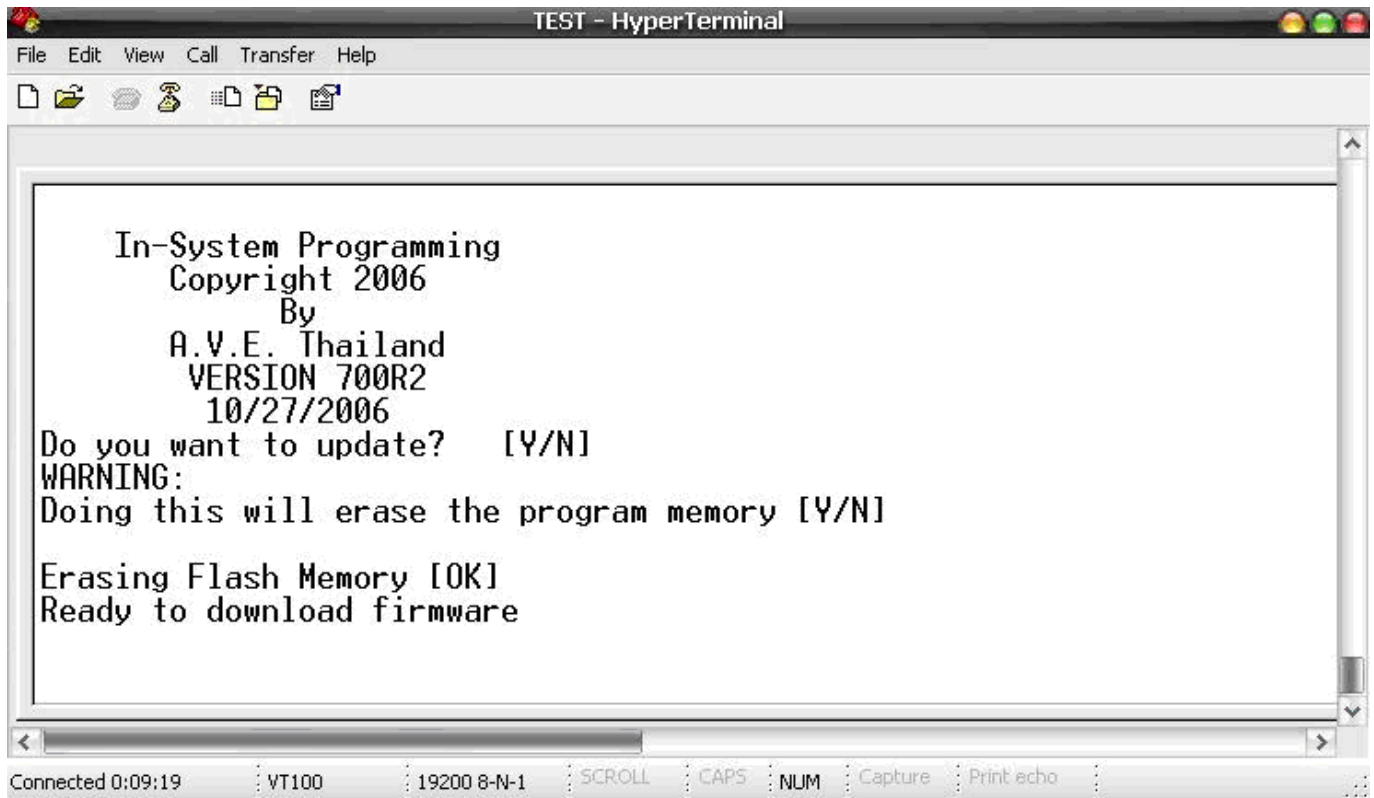 TEST - HyperTerminal
File Edit View Call Transfer Help
In-System Programming
Copyright 2006
By
A.V.E. Thailand
VERSION 700R2
10/27/2006
Do you want to update? [Y/N]
WARNING:
Doing this will erase the program memory [Y/N]
Erasing Flash Memory [OK]
Ready to download firmware
Connected 0:09:19 VT100 19200 8-N-1 SCROLL CAPS NUM Capture Print echo